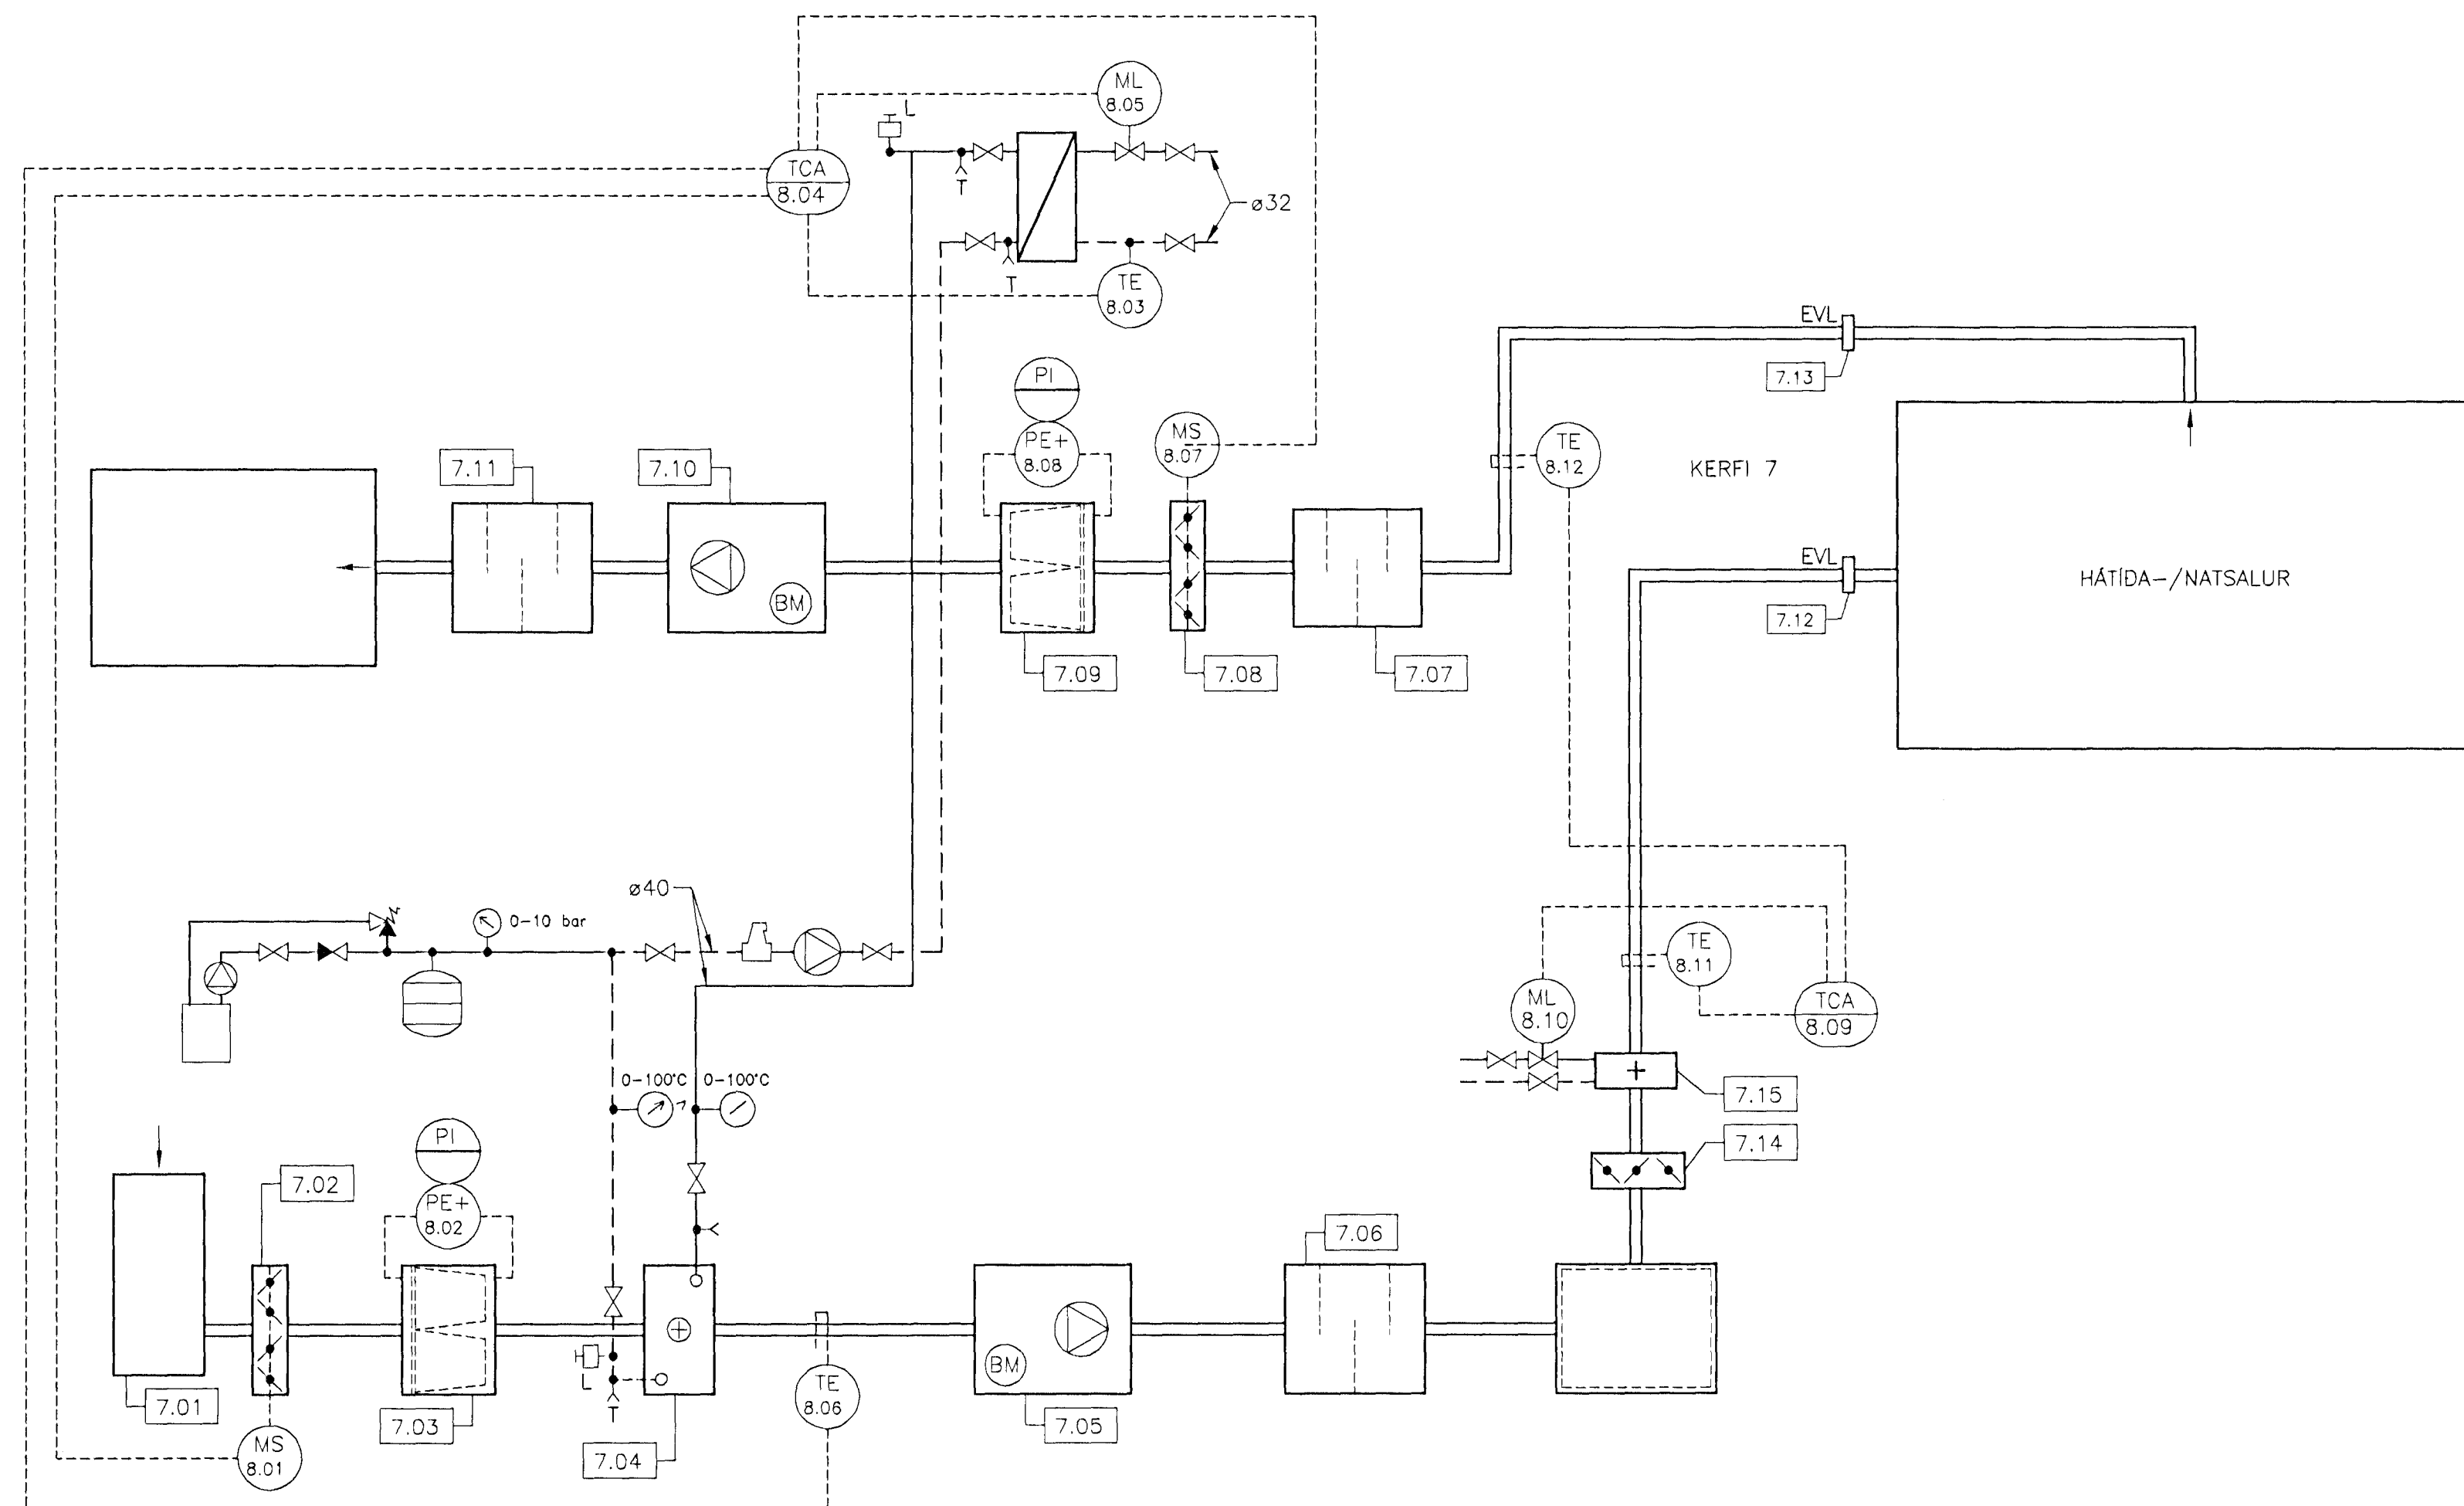 ML
8.05
L
TCA
8.04
T
ø32
T
TE
8.03
EVL
7.13
PI
PE+
8.08
MS
8.07
TE
8.12
KERFI 7
7.11
7.10
BM
EVL
HÁTÍÐA-/NATSALUR
7.12
7.09
7.08
7.07
ø40
0-10 bar
TE
8.11
ML
8.10
TCA
8.09
0-100°C
0-100°C
7.15
PI
7.14
7.02
PE+
8.02
7.06
BM
L
T
TE
8.06
7.01
7.03
7.05
MS
8.01
7.04